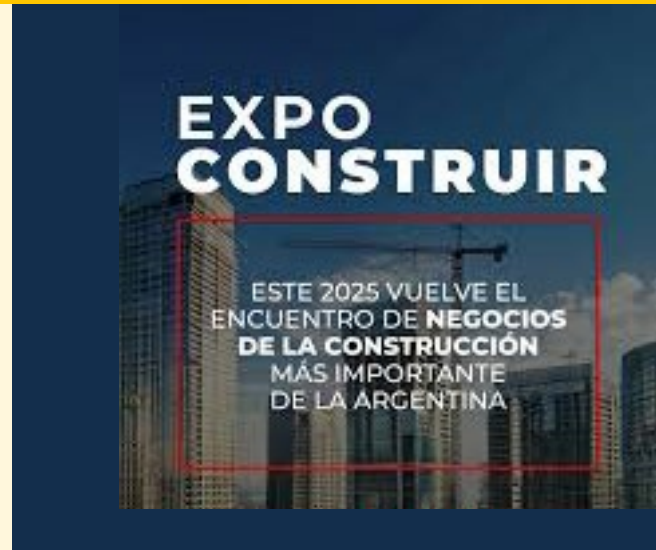 EXPO
CONSTRUIR
ESTE 2025 VUELVE EL
ENCUENTRO DE NEGOCIOS
DE LA CONSTRUCCIÓN
MÁS IMPORTANTE
DE LA ARGENTINA